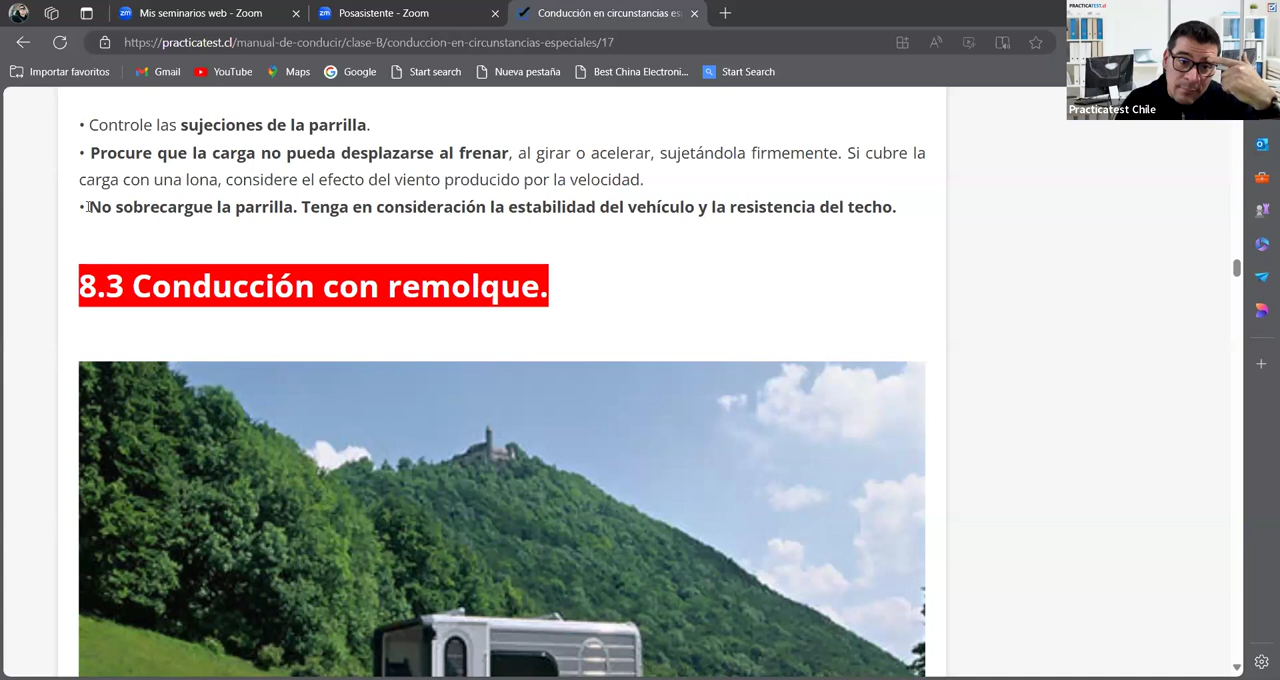 Mis seminarios web - Zoom
Posasistente - Zoom
Conducción en circunstancias es
https://practicatest.cl/manual-de-conducir/clase-B/conduccion-en-circunstancias-especiales/17
Importar favoritos
Gmail
YouTube
Maps
Google
Start search
Nueva pestaña
Best China Electroni...
Start Search
PRACTICATEST.cl
Practicatest Chile
• Controle las sujeciones de la parrilla.
• Procure que la carga no pueda desplazarse al frenar, al girar o acelerar, sujetándola firmemente. Si cubre la
carga con una lona, considere el efecto del viento producido por la velocidad.
• No sobrecargue la parrilla. Tenga en consideración la estabilidad del vehículo y la resistencia del techo.
8.3 Conducción con remolque.